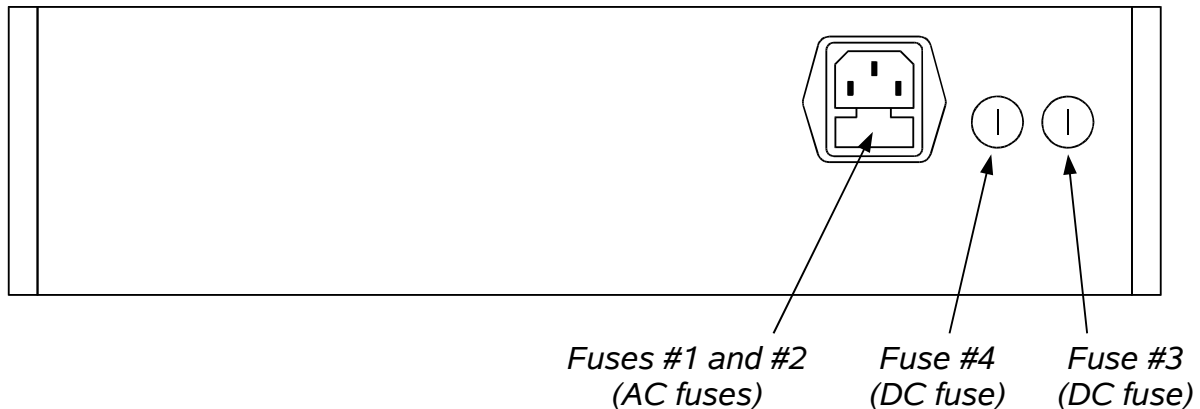 Fuses #1 and #2
(AC fuses)
Fuse #4
(DC fuse)
Fuse #3
(DC fuse)